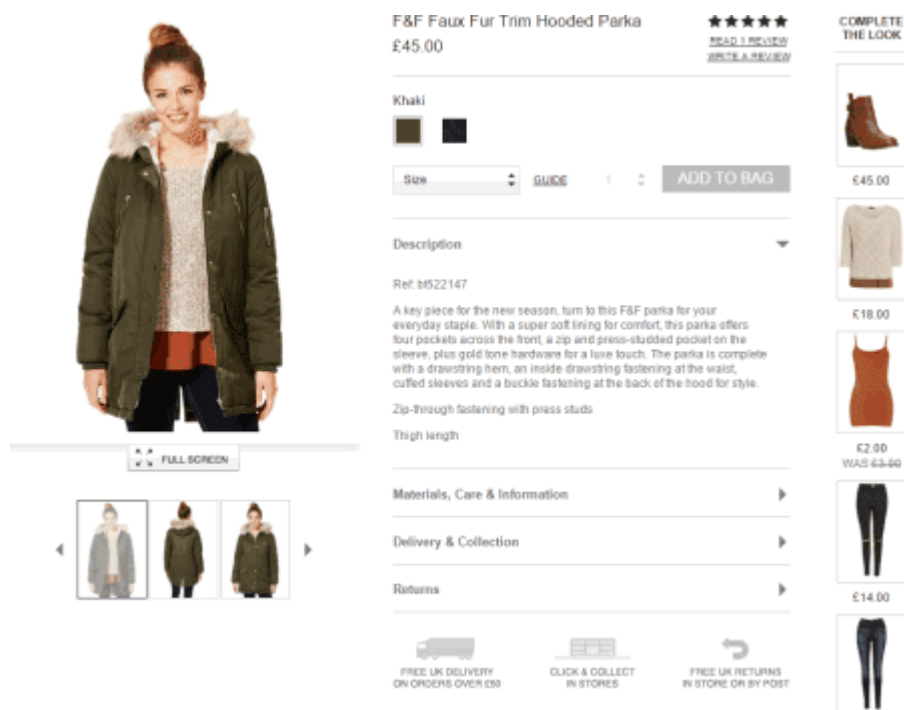 F&F Faux Fur Trim Hooded Parka
£45.00
READ 1 REVIEW
WRITE A REVIEW
Khaki
Size
GUIDE
1
ADD TO BAG
Description
Ref: bt522147
A key piece for the new season, turn to this F&F parka for your
everyday staple. With a super soft lining for comfort, this parka offers
four pockets across the front, a zip and press-studded pocket on the
sleeve, plus gold tone hardware for a luxe touch. The parka is complete
with a drawstring hem, an inside drawstring fastening at the waist,
cuffed sleeves and a buckle fastening at the back of the hood for style.
Zip-through fastening with press studs
Thigh length
Materials, Care & Information
Delivery & Collection
Returns
FREE UK DELIVERY
ON ORDERS OVER £50
CLICK & COLLECT
IN STORES
FREE UK RETURNS
IN STORE OR BY POST
FULL SCREEN
COMPLETE
THE LOOK
£45.00
£18.00
£2.00
WAS £3.00
£14.00